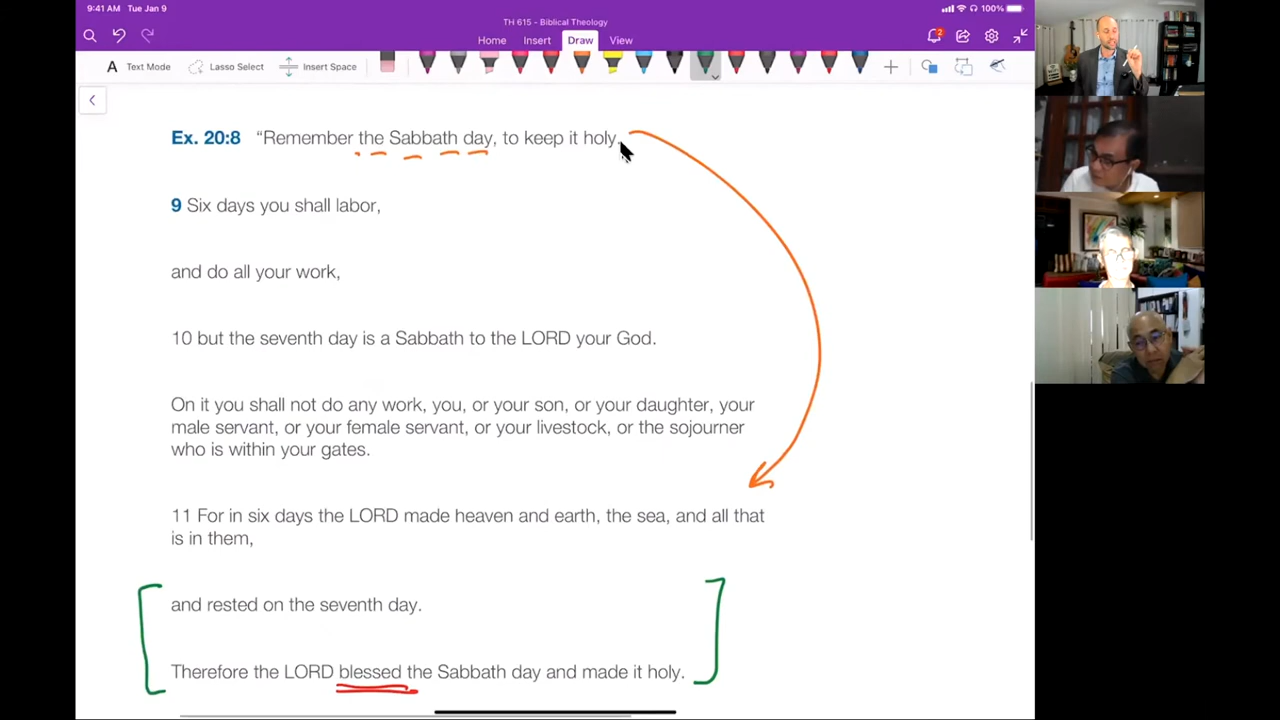 9:41 AM Tue Jan 9
100%
TH 615 - Biblical Theology
Home Insert Draw View
2
A Text Mode Lasso Select Insert Space
Ex. 20:8 “Remember the Sabbath day, to keep it holy.
9 Six days you shall labor,
and do all your work,
10 but the seventh day is a Sabbath to the LORD your God.
On it you shall not do any work, you, or your son, or your daughter, your
male servant, or your female servant, or your livestock, or the sojourner
who is within your gates.
11 For in six days the LORD made heaven and earth, the sea, and all that
is in them,
and rested on the seventh day.
Therefore the LORD blessed the Sabbath day and made it holy.